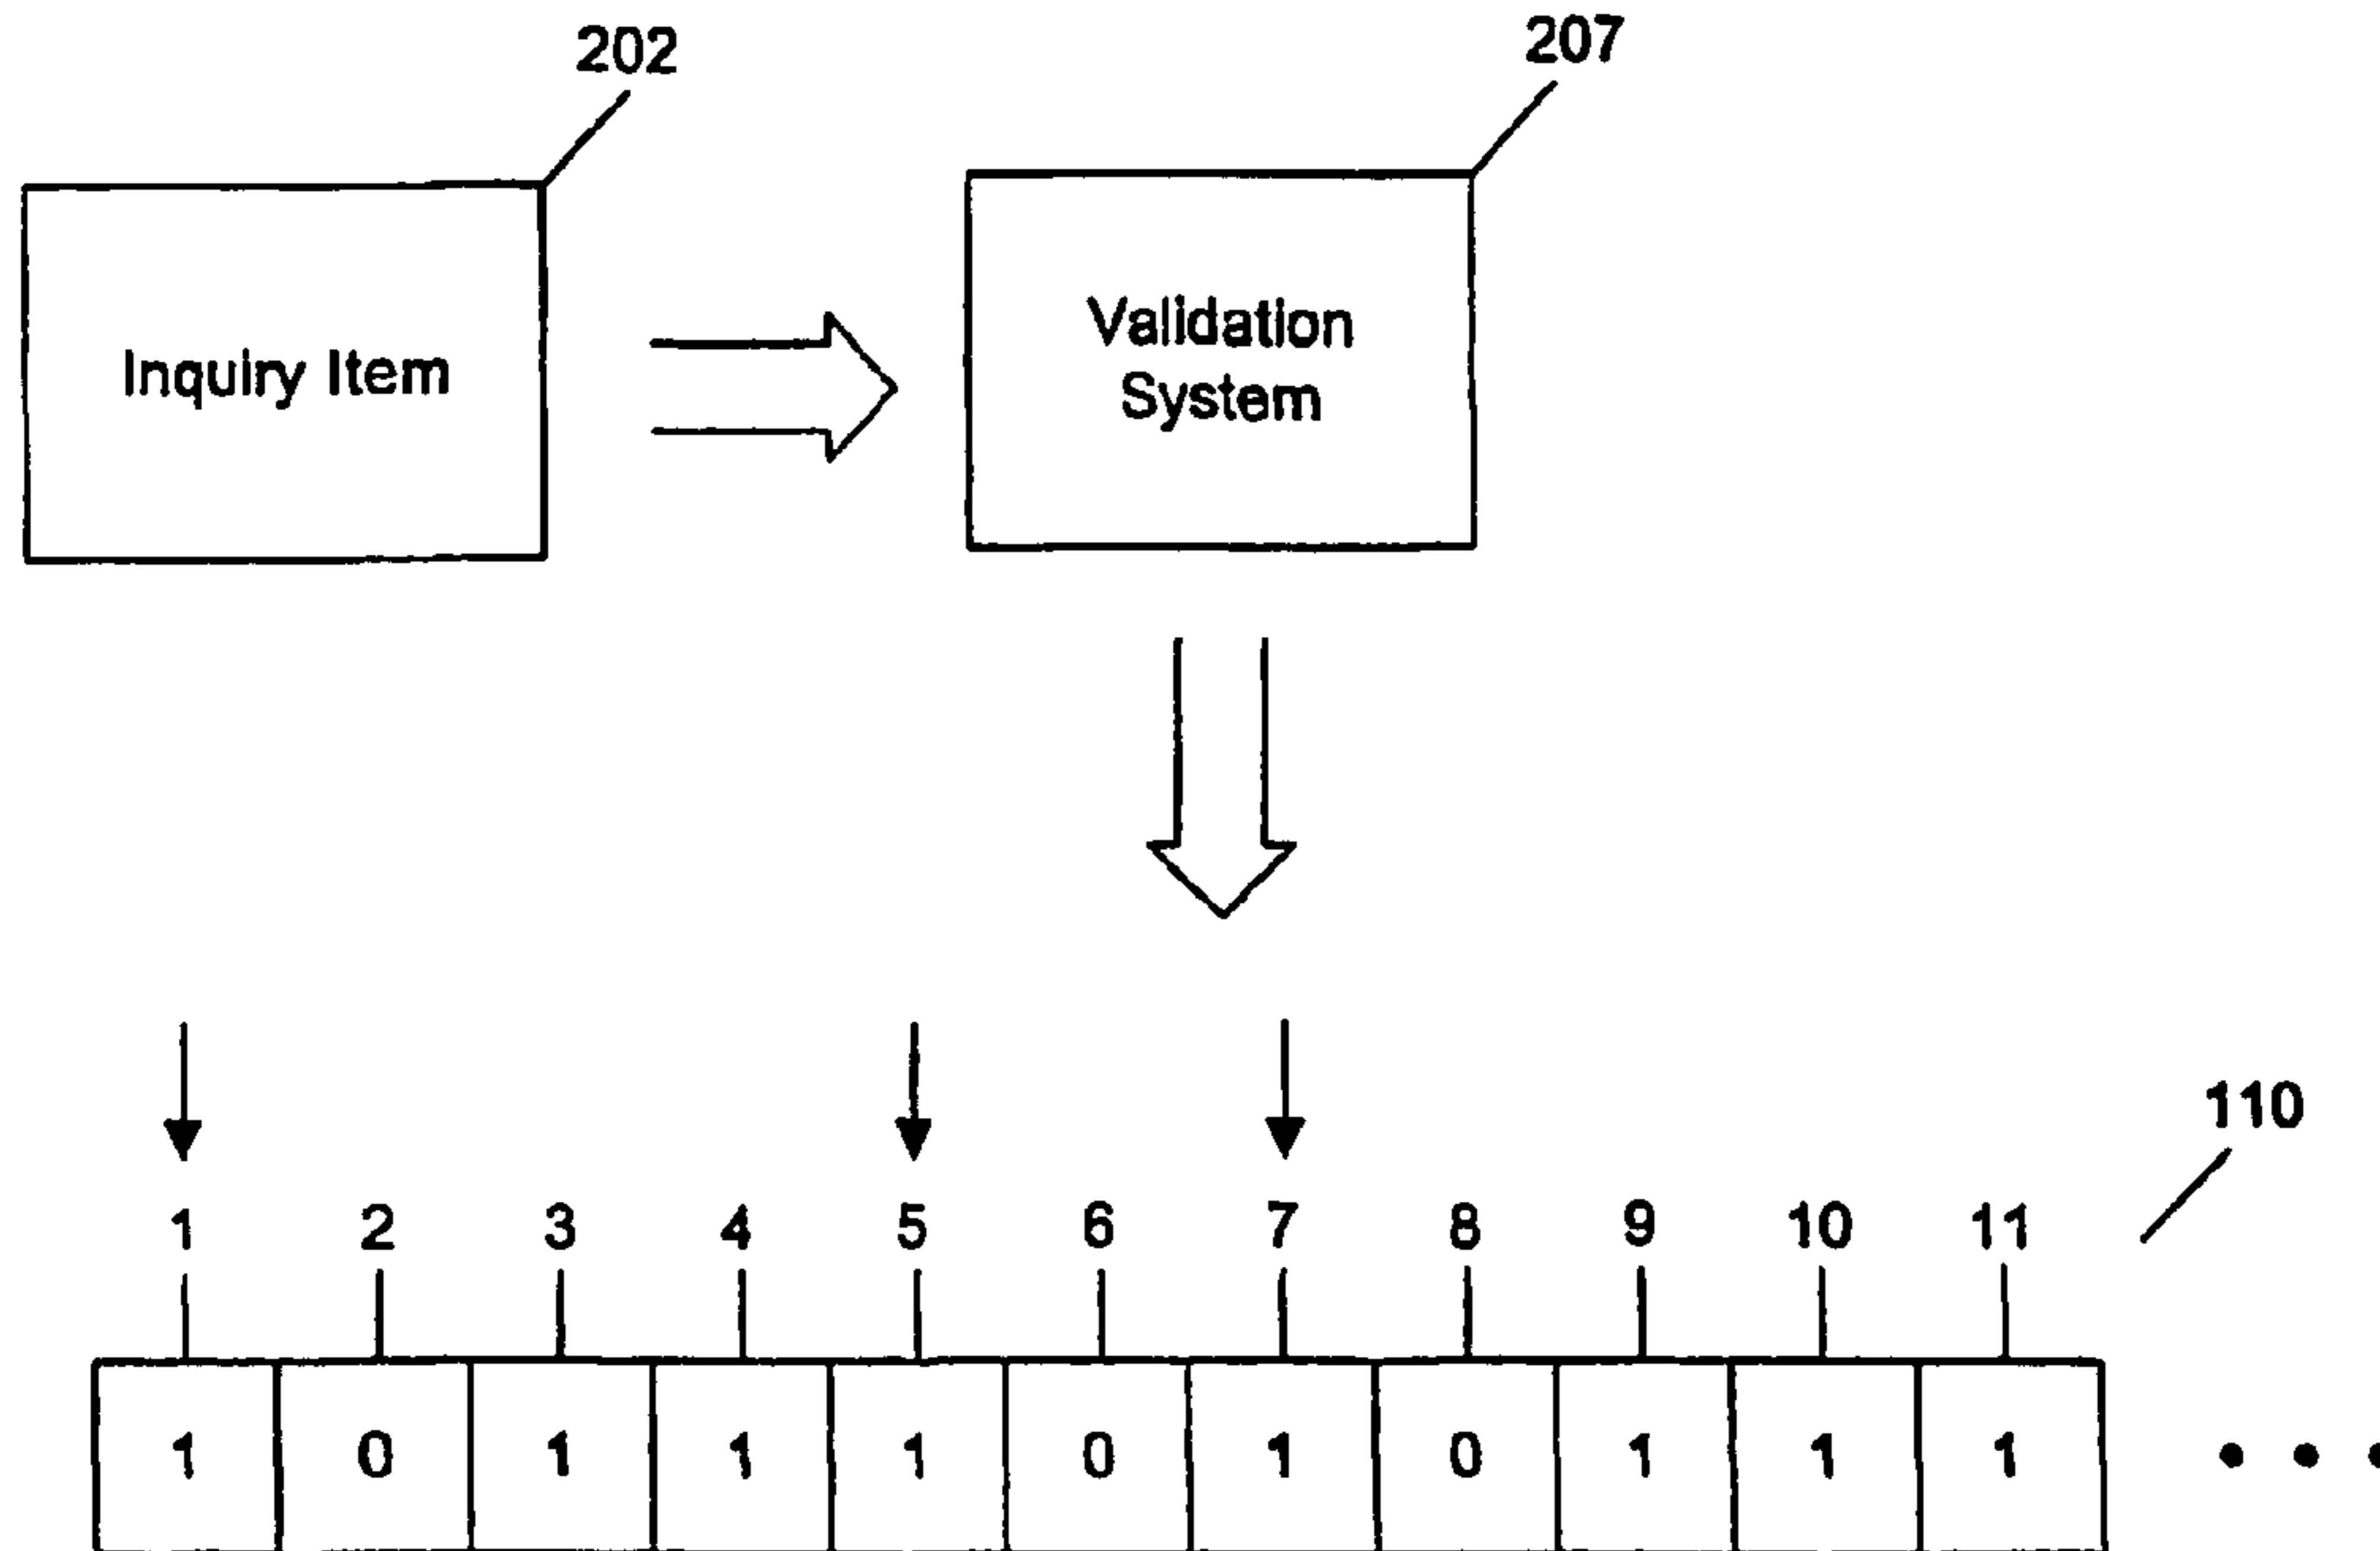 202
207
Inquiry Item
Validation
System
110
1 2 3 4 5 6 7 8 9 10 11
1 0 1 1 1 0 1 0 1 1 1 • • •